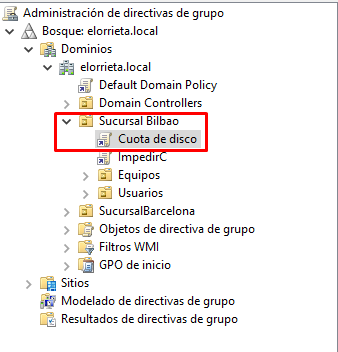 Administración de directivas de grupo
Bosque: elorrieta.local
Dominios
elorrieta.local
Default Domain Policy
Domain Controllers
Sucursal Bilbao
Cuota de disco
ImpedirC
Equipos
Usuarios
SucursalBarcelona
Objetos de directiva de grupo
Filtros WMI
GPO de inicio
Sitios
Modelado de directivas de grupo
Resultados de directivas de grupo